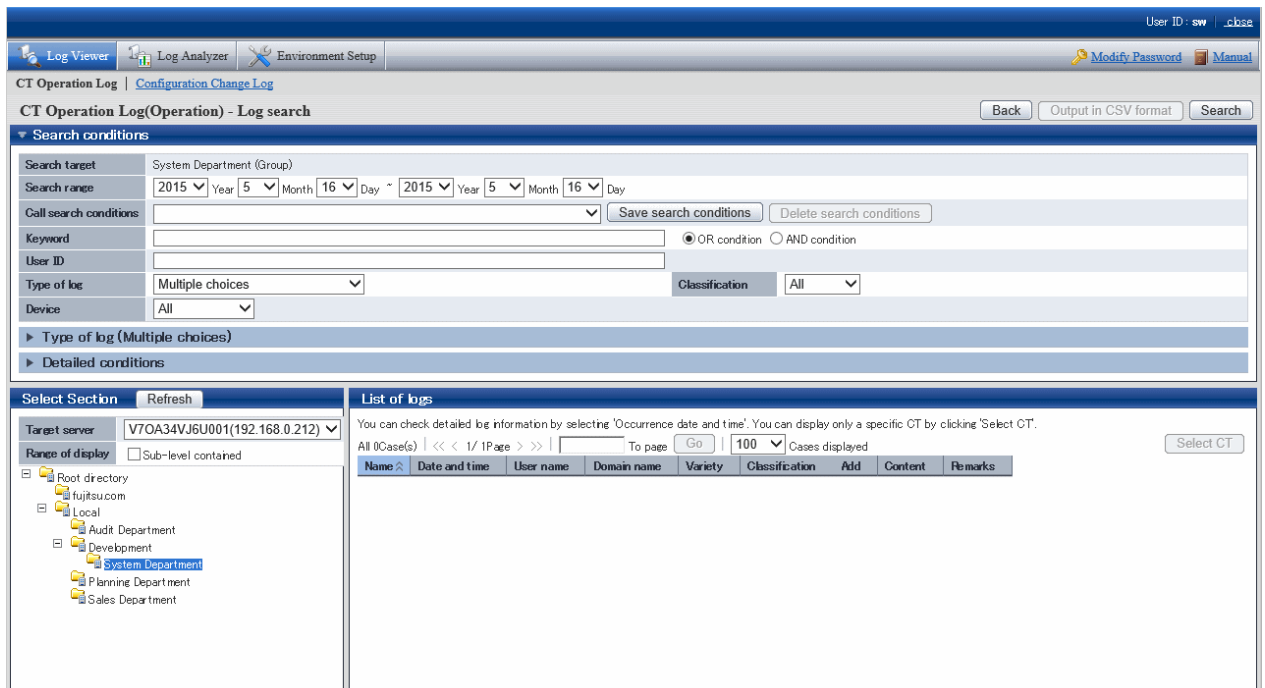 User ID : sw | close
Log Viewer Log Analyzer Environment Setup Modify Password Manual
CT Operation Log | Configuration Change Log
CT Operation Log(Operation) - Log search Back Output in CSV format Search
Search conditions
Search target System Department (Group)
Search range 2015 Year 5 Month 16 Day ~ 2015 Year 5 Month 16 Day
Call search conditions Save search conditions Delete search conditions
Keyword OR condition AND condition
User ID
Type of log Multiple choices Classification All
Device All
Type of log (Multiple choices)
Detailed conditions
Select Section Refresh
Target server V7OA34VJ6U001(192.168.0.212)
Range of display Sub-level contained
Root directory
fujitsu.com
Local
Audit Department
Development
System Department
Planning Department
Sales Department
List of logs
You can check detailed log information by selecting 'Occurrence date and time'. You can display only a specific CT by clicking 'Select CT'.
All 0Case(s) | << < 1/ 1Page > >> | To page Go | 100 Cases displayed Select CT
Name Date and time User name Domain name Variety Classification Add Content Remarks